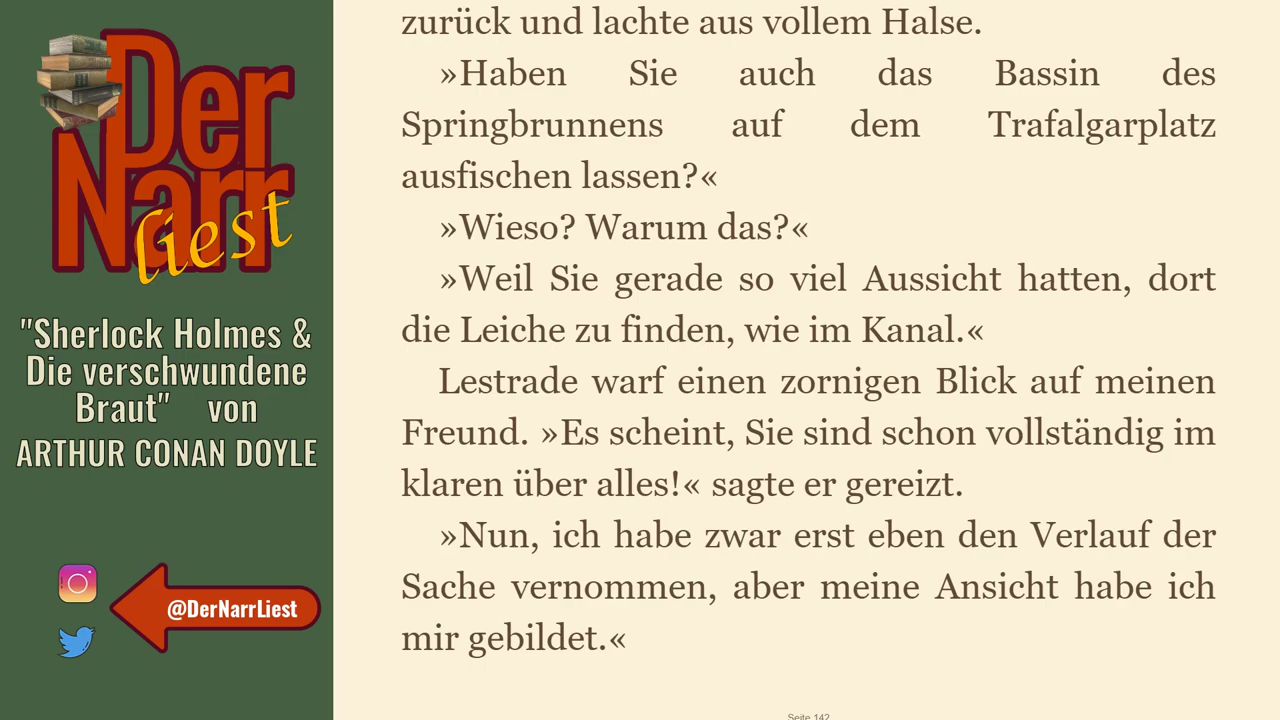 Der
Narr
liest
"Sherlock Holmes &
Die verschwundene
Braut" von
ARTHUR CONAN DOYLE
@DerNarrLiest
zurück und lachte aus vollem Halse.
»Haben Sie auch das Bassin des
Springbrunnens auf dem Trafalgarplatz
ausfischen lassen?«
»Wieso? Warum das?«
»Weil Sie gerade so viel Aussicht hatten, dort
die Leiche zu finden, wie im Kanal.«
Lestrade warf einen zornigen Blick auf meinen
Freund. »Es scheint, Sie sind schon vollständig im
klaren über alles!« sagte er gereizt.
»Nun, ich habe zwar erst eben den Verlauf der
Sache vernommen, aber meine Ansicht habe ich
mir gebildet.«
Seite 142